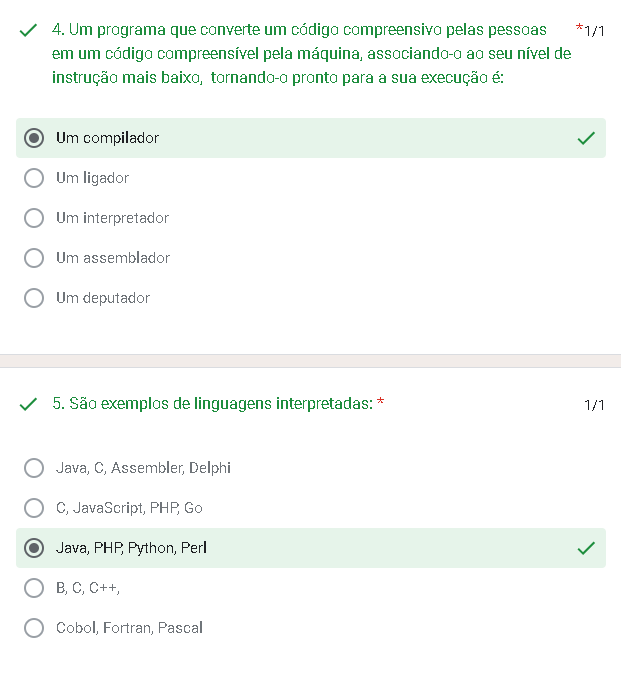 4. Um programa que converte um código compreensivo pelas pessoas * 1/1
em um código compreensível pela máquina, associando-o ao seu nível de
instrução mais baixo, tornando-o pronto para a sua execução é:
Um compilador
Um ligador
Um interpretador
Um assemblador
Um deputador
5. São exemplos de linguagens interpretadas: * 1/1
Java, C, Assembler, Delphi
C, JavaScript, PHP, Go
Java, PHP, Python, Perl
B, C, C++,
Cobol, Fortran, Pascal